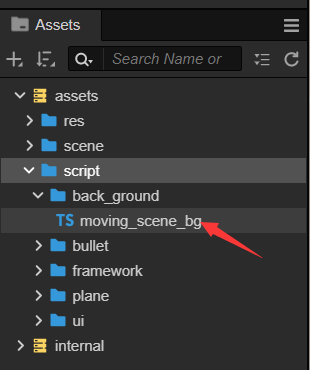 Assets
Search Name or
assets
res
scene
script
back_ground
TS moving_scene_bg
bullet
framework
plane
ui
internal